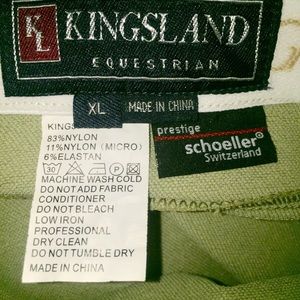 KL KINGSLAND
EQUESTRIAN
XL
MADE IN CHINA
prestige
schoeller
Switzerland
KINGS
83%NYLON
11%NYLON (MICRO)
6%ELASTAN
30
MACHINE WASH COLD
DO NOT ADD FABRIC
CONDITIONER
DO NOT BLEACH
LOW IRON
PROFESSIONAL
DRY CLEAN
DO NOT TUMBLE DRY
MADE IN CHINA